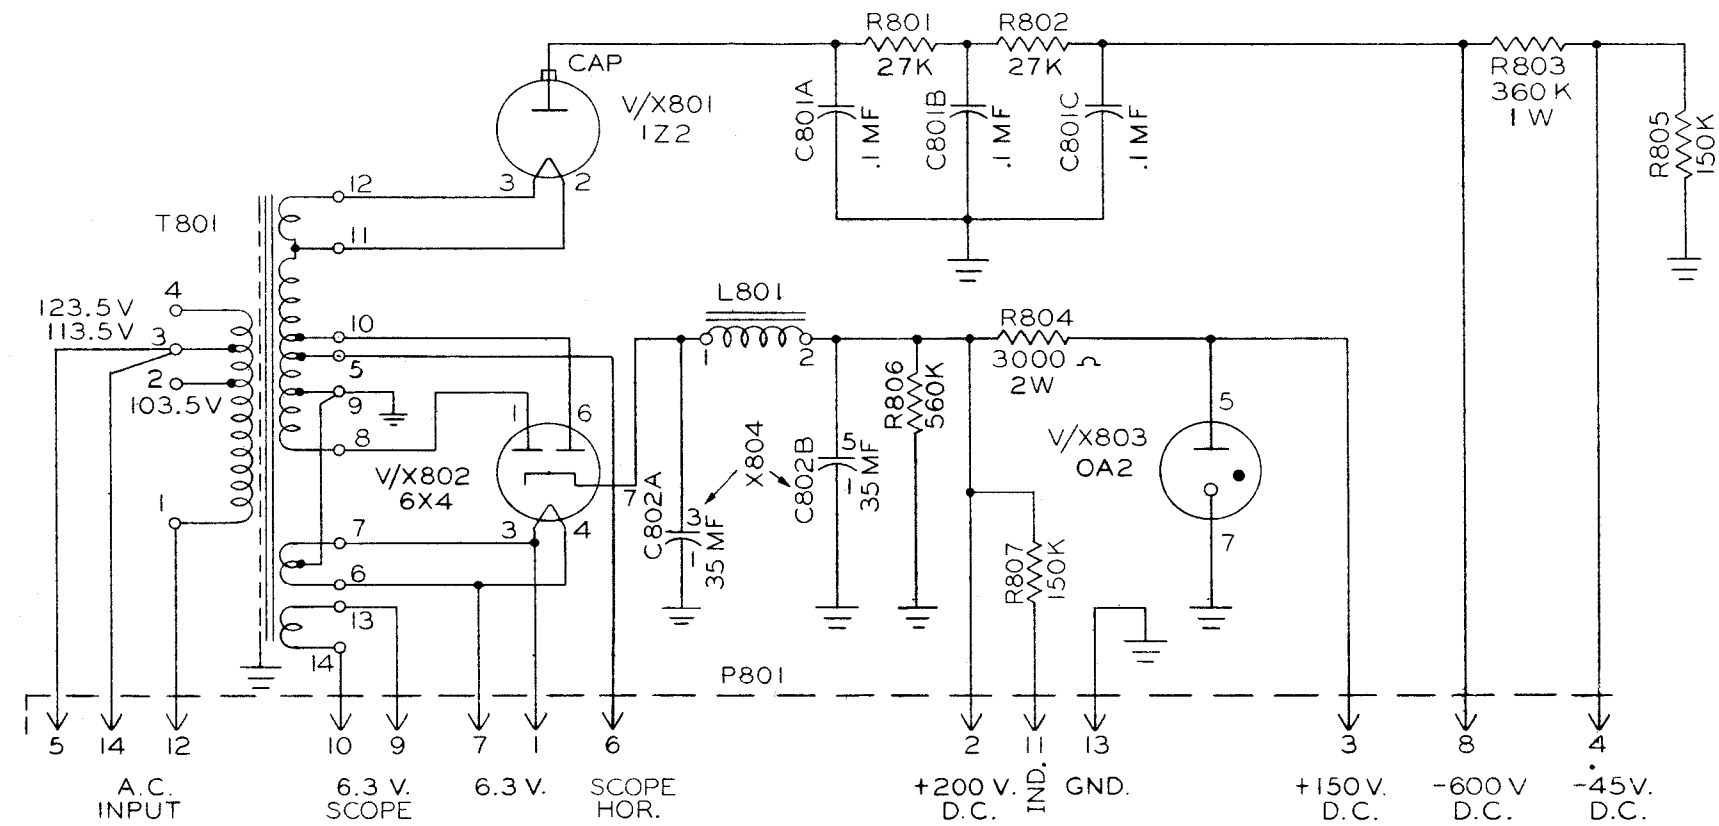 R801
27K
R802
27K
R803
360 K
1 W
R805
150K
CAP
V/X801
1Z2
3
2
C801A
.1 MF
C801B
.1 MF
C801C
.1 MF
T801
12
11
10
5
9
8
7
6
13
14
4
123.5V
113.5V
3
2
103.5V
1
V/X802
6X4
1
6
7
3
4
L801
1
2
R804
3000 Ω
2W
R806
560K
X804
C802A
3
-
35 MF
C802B
5
-
35 MF
R807
150K
V/X803
OA2
5
7
P801
5
14
12
10
9
7
1
6
2
11
13
3
8
4
A.C.
INPUT
6.3 V.
SCOPE
6.3 V.
SCOPE
HOR.
+200 V.
D.C.
IND.
GND.
+150V.
D.C.
-600V
D.C.
-45V.
D.C.